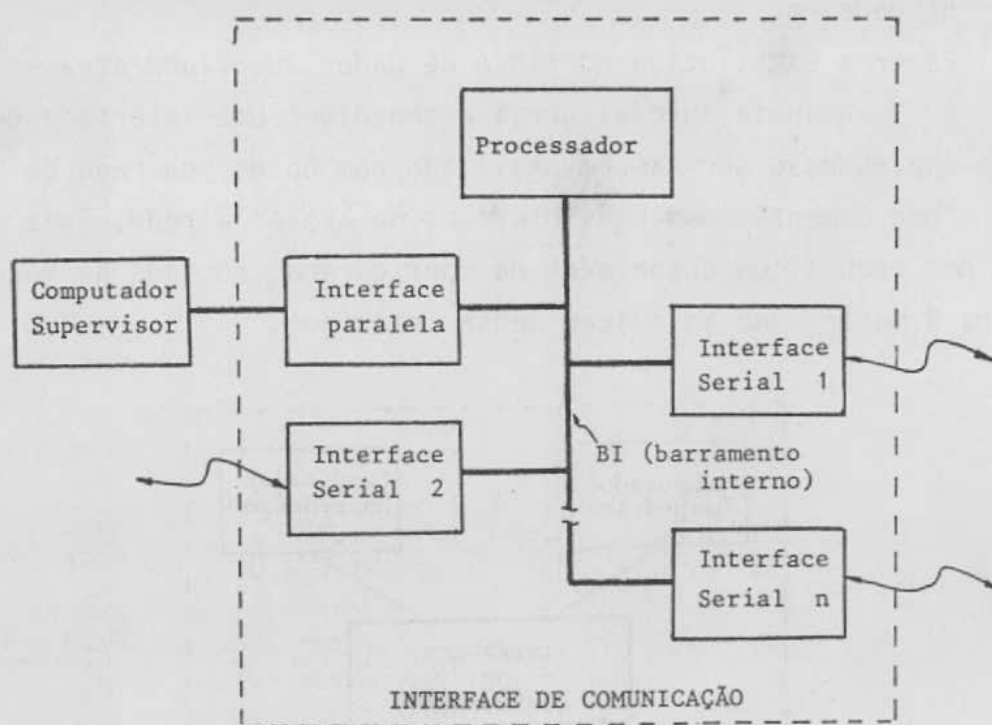 Processador
Computador
Supervisor
Interface
paralela
Interface
Serial 1
Interface
Serial 2
BI (barramento
interno)
Interface
Serial n
INTERFACE DE COMUNICAÇÃO